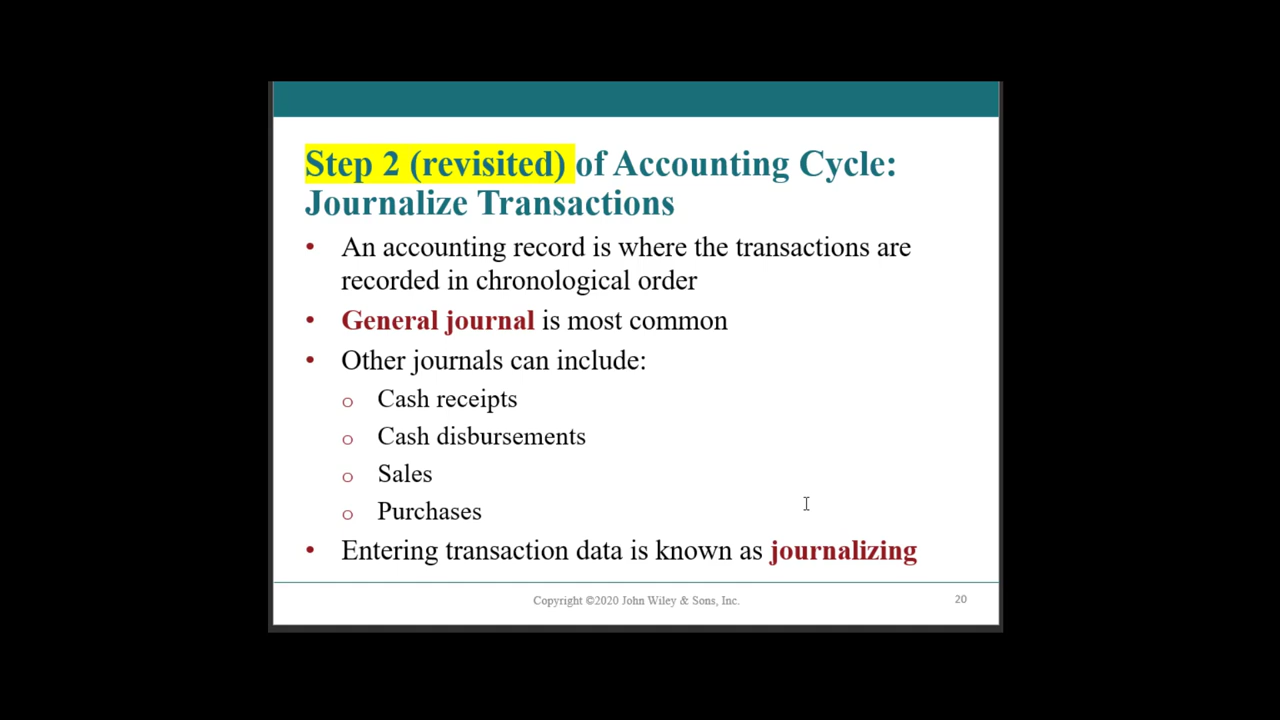 Step 2 (revisited) of Accounting Cycle:
Journalize Transactions
• An accounting record is where the transactions are
recorded in chronological order
• General journal is most common
• Other journals can include:
o Cash receipts
o Cash disbursements
o Sales
o Purchases
• Entering transaction data is known as journalizing
Copyright ©2020 John Wiley & Sons, Inc.
20